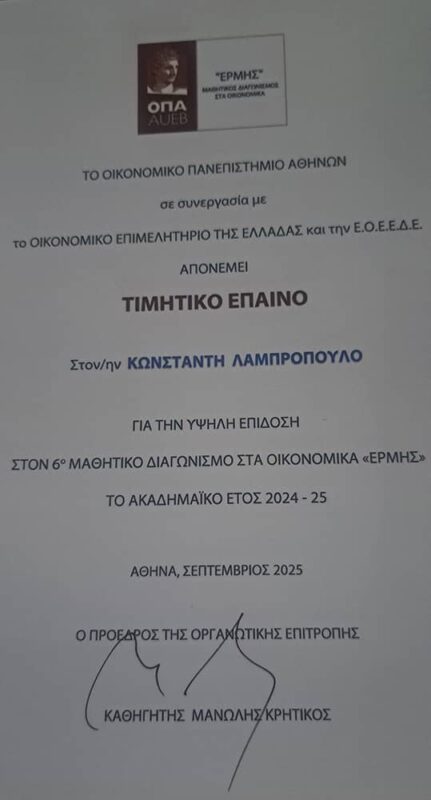 ΟΠΑ
AUEB
"ΕΡΜΗΣ"
ΜΑΘΗΤΙΚΟΣ ΔΙΑΓΩΝΙΣΜΟΣ
ΣΤΑ ΟΙΚΟΝΟΜΙΚΑ
ΤΟ ΟΙΚΟΝΟΜΙΚΟ ΠΑΝΕΠΙΣΤΗΜΙΟ ΑΘΗΝΩΝ
σε συνεργασία με
το ΟΙΚΟΝΟΜΙΚΟ ΕΠΙΜΕΛΗΤΗΡΙΟ ΤΗΣ ΕΛΛΑΔΑΣ και την Ε.Ο.Ε.Ε.Δ.Ε.
ΑΠΟΝΕΜΕΙ
ΤΙΜΗΤΙΚΟ ΕΠΑΙΝΟ
Στον/ην ΚΩΝΣΤΑΝΤΗ ΛΑΜΠΡΟΠΟΥΛΟ
ΓΙΑ ΤΗΝ ΥΨΗΛΗ ΕΠΙΔΟΣΗ
ΣΤΟΝ 6º ΜΑΘΗΤΙΚΟ ΔΙΑΓΩΝΙΣΜΟ ΣΤΑ ΟΙΚΟΝΟΜΙΚΑ «ΕΡΜΗΣ»
ΤΟ ΑΚΑΔΗΜΑΪΚΟ ΕΤΟΣ 2024 - 25
ΑΘΗΝΑ, ΣΕΠΤΕΜΒΡΙΟΣ 2025
Ο ΠΡΟΕΔΡΟΣ ΤΗΣ ΟΡΓΑΝΩΤΙΚΗΣ ΕΠΙΤΡΟΠΗΣ
ΚΑΘΗΓΗΤΗΣ ΜΑΝΩΛΗΣ ΚΡΗΤΙΚΟΣ